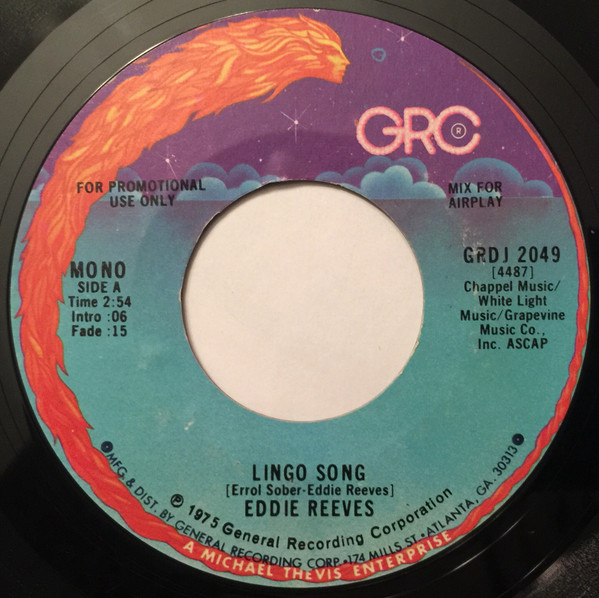 GRC ®
FOR PROMOTIONAL
USE ONLY
MIX FOR
AIRPLAY
MONO
SIDE A
Time 2:54
Intro :06
Fade :15
GRDJ 2049
[4487]
Chappel Music/
White Light
Music/Grapevine
Music Co.,
Inc. ASCAP
LINGO SONG
[Errol Sober-Eddie Reeves]
EDDIE REEVES
℗ 1975 General Recording Corporation
MFG. & DIST. BY GENERAL RECORDING CORP. • 174 MILLS ST. • ATLANTA, GA. 30313
A MICHAEL THEVIS ENTERPRISE